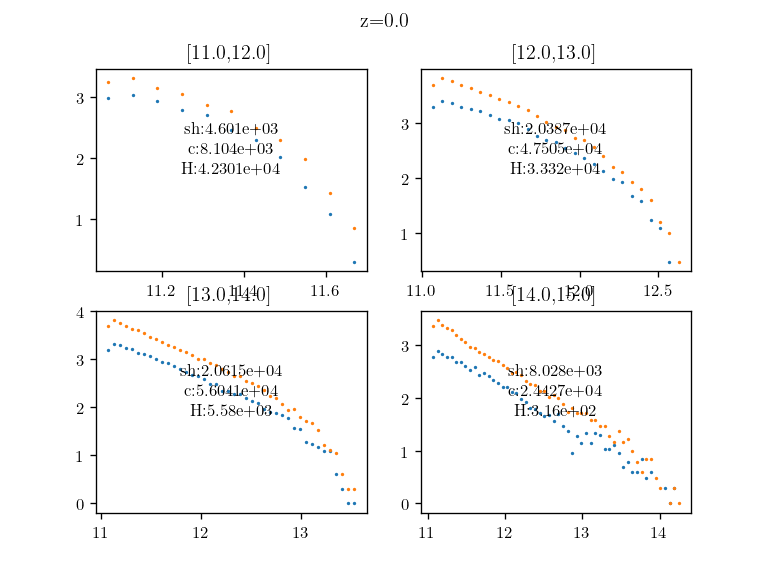 z=0.0
[11.0,12.0]
[12.0,13.0]
3
2
1
sh:4.601e+03
c:8.104e+03
H:4.2301e+04
11.2 11.4 11.6
3
2
1
sh:2.0387e+04
c:4.7505e+04
H:3.332e+04
11.0 11.5 12.0 12.5
[13.0,14.0]
[14.0,15.0]
4
3
2
1
0
sh:2.0615e+04
c:5.6041e+04
H:5.58e+03
11 12 13
3
2
1
0
sh:8.028e+03
c:2.4427e+04
H:3.16e+02
11 12 13 14